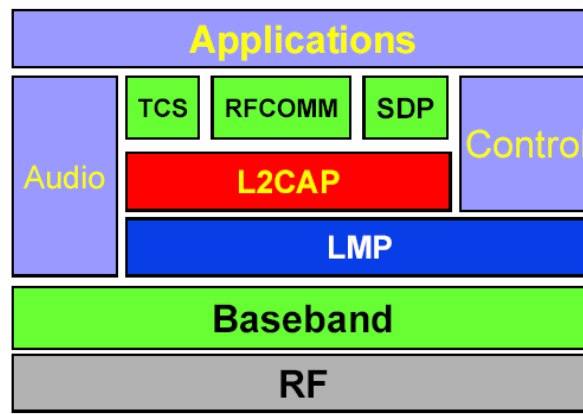 Applications
TCS RFCOMM SDP
Audio
Control
L2CAP
LMP
Baseband
RF